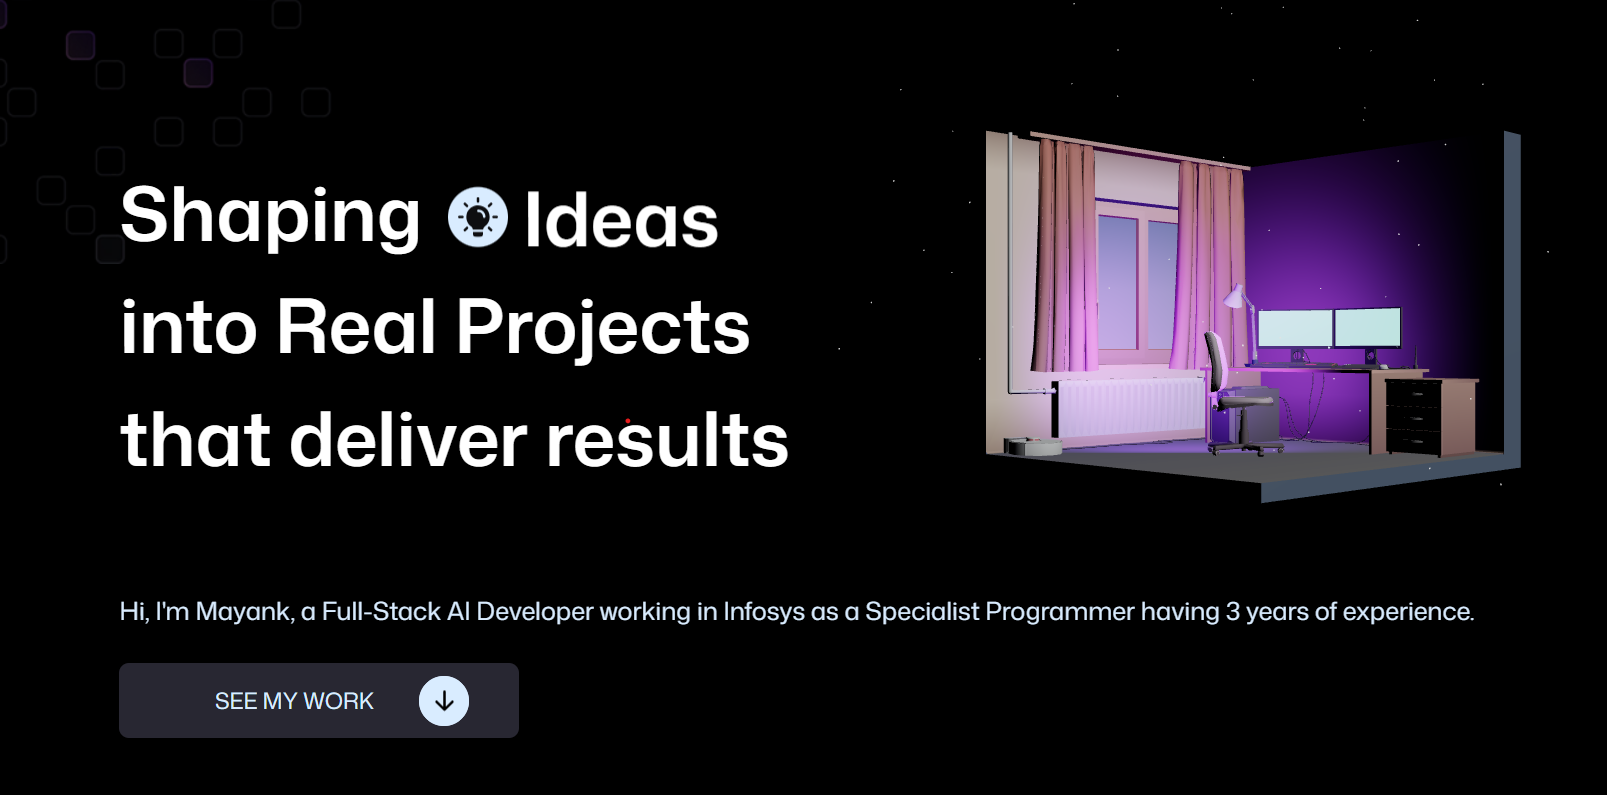 Shaping Ideas
into Real Projects
that deliver results
Hi, I'm Mayank, a Full-Stack AI Developer working in Infosys as a Specialist Programmer having 3 years of experience.
SEE MY WORK